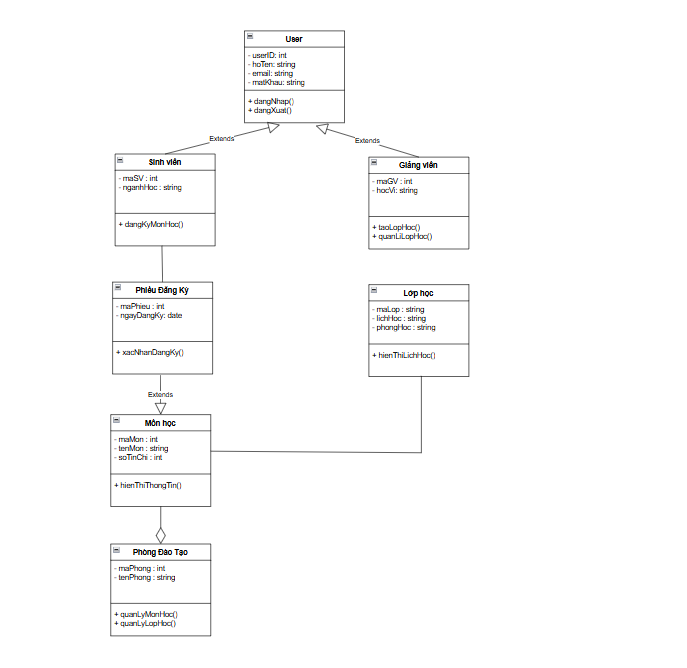 User
- userID: int
- hoTen: string
- email: string
- matKhau: string
+ dangNhap()
+ dangXuat()
Extends
Extends
Sinh viên
- maSV : int
- nganhHoc : string
+ dangKyMonHoc()
Giảng viên
- maGV : int
- hocVi: string
+ taoLopHoc()
+ quanLiLopHoc()
Phiếu Đăng Ký
- maPhieu : int
- ngayDangKy: date
+ xacNhanDangKy()
Lớp học
- maLop : string
- lichHoc : string
- phongHoc : string
+ hienThiLichHoc()
Extends
Môn học
- maMon : int
- tenMon : string
- soTinChi : int
+ hienThiThongTin()
Phòng Đào Tạo
- maPhong : int
- tenPhong : string
+ quanLyMonHoc()
+ quanLyLopHoc()